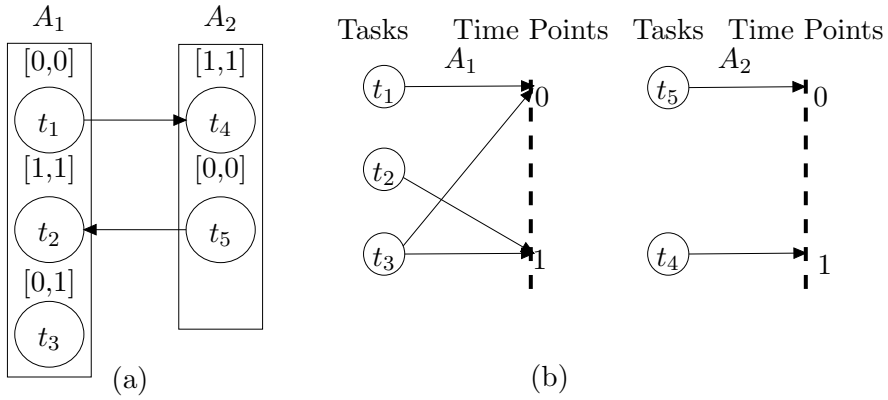 A1 A2
[0,0] [1,1]
t1 t4
[1,1] [0,0]
t2 t5
[0,1]
t3
(a)
Tasks Time Points Tasks Time Points
A1 A2
t1 0 t5 0
t2
t3 1 t4 1
(b)